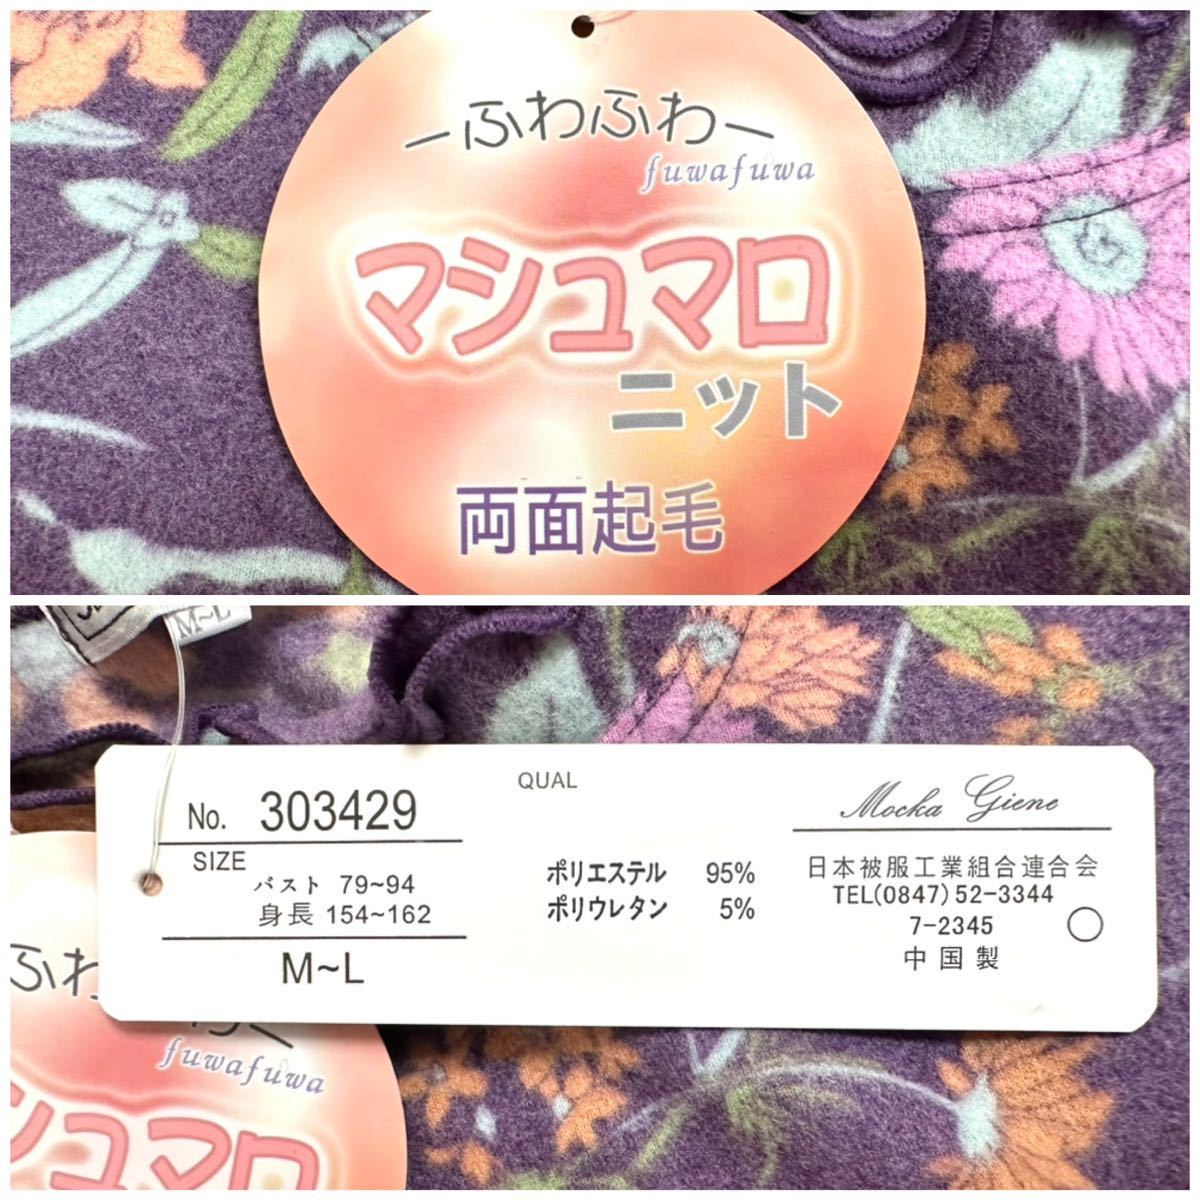 ーふわふわー
fuwafuwa
マシュマロ
ニット
両面起毛
M~L
No. 303429
SIZE
バスト 79~94
身長 154~162
M~L
QUAL
ポリエステル 95%
ポリウレタン 5%
Mocka Giene
日本被服工業組合連合会
TEL(0847)52-3344
7-2345
中国製
ふわ
わー
fuwafuwa
シュマロ